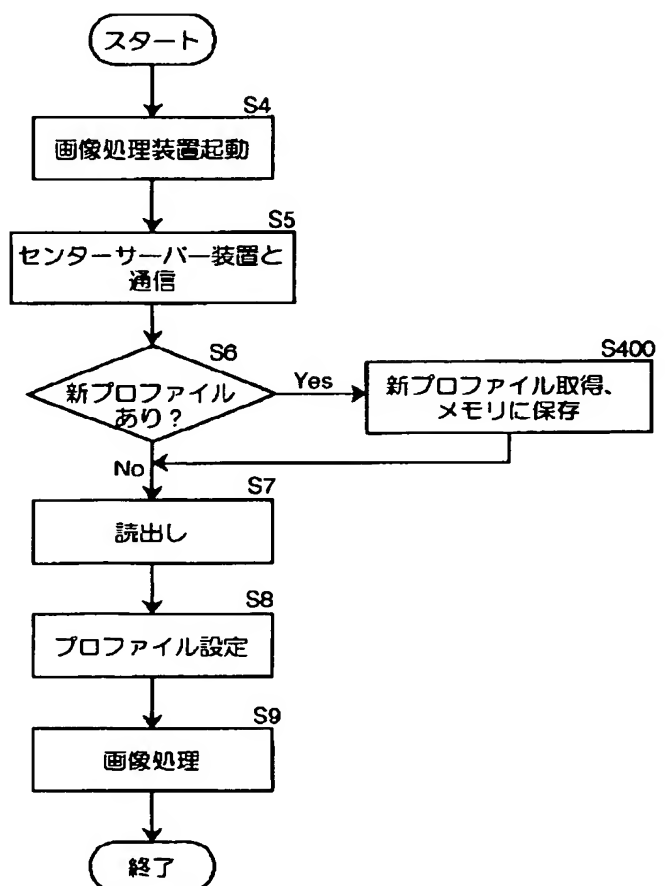 スタート
S4
画像処理装置起動
S5
センターサーバー装置と
通信
S6
新プロファイル
あり？
Yes
S400
新プロファイル取得、
メモリに保存
No
S7
読出し
S8
プロファイル設定
S9
画像処理
終了